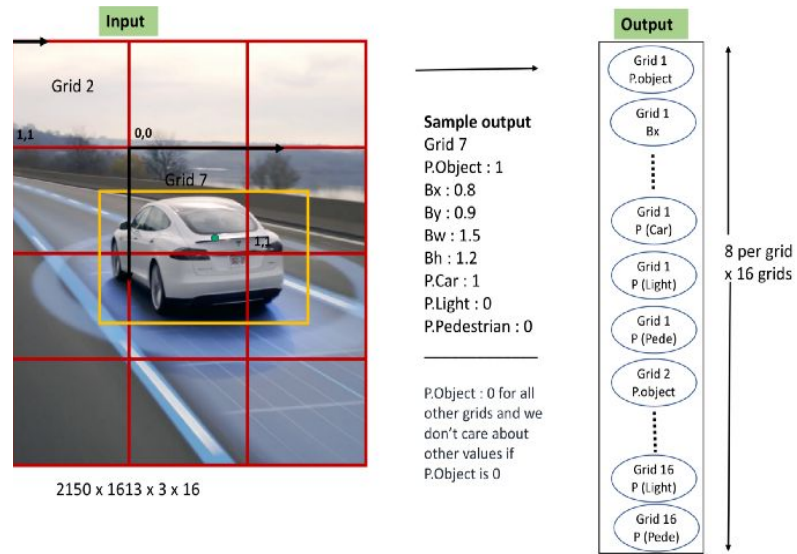 Input
Grid 2
1,1
0,0
Grid 7
1,1
2150 x 1613 x 3 x 16
Sample output
Grid 7
P.Object : 1
Bx : 0.8
By : 0.9
Bw : 1.5
Bh : 1.2
P.Car : 1
P.Light : 0
P.Pedestrian : 0
P.Object : 0 for all
other grids and we
don't care about
other values if
P.Object is 0
Output
Grid 1
P.object
Grid 1
Bx
Grid 1
P (Car)
Grid 1
P (Light)
Grid 1
P (Pede)
Grid 2
P.object
Grid 16
P (Light)
Grid 16
P (Pede)
8 per grid
x 16 grids